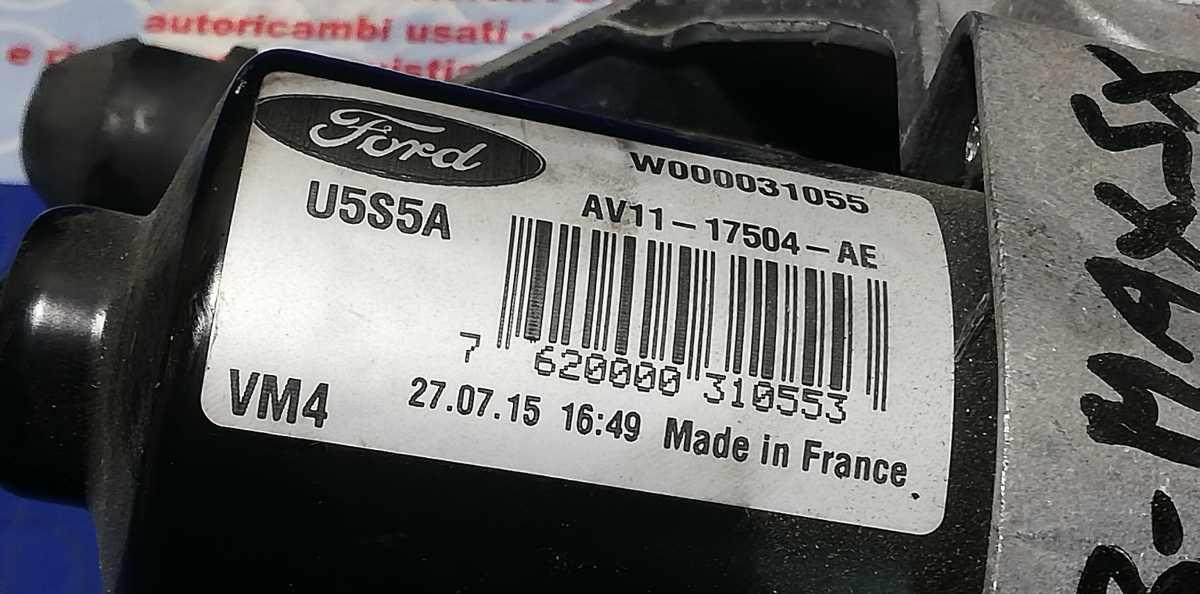 autoricambi usati -
Ford
W000031055
U5S5A
AV11-17504-AE
7 620000 310553
VM4
27.07.15 16:49 Made in France
B-MAX SX